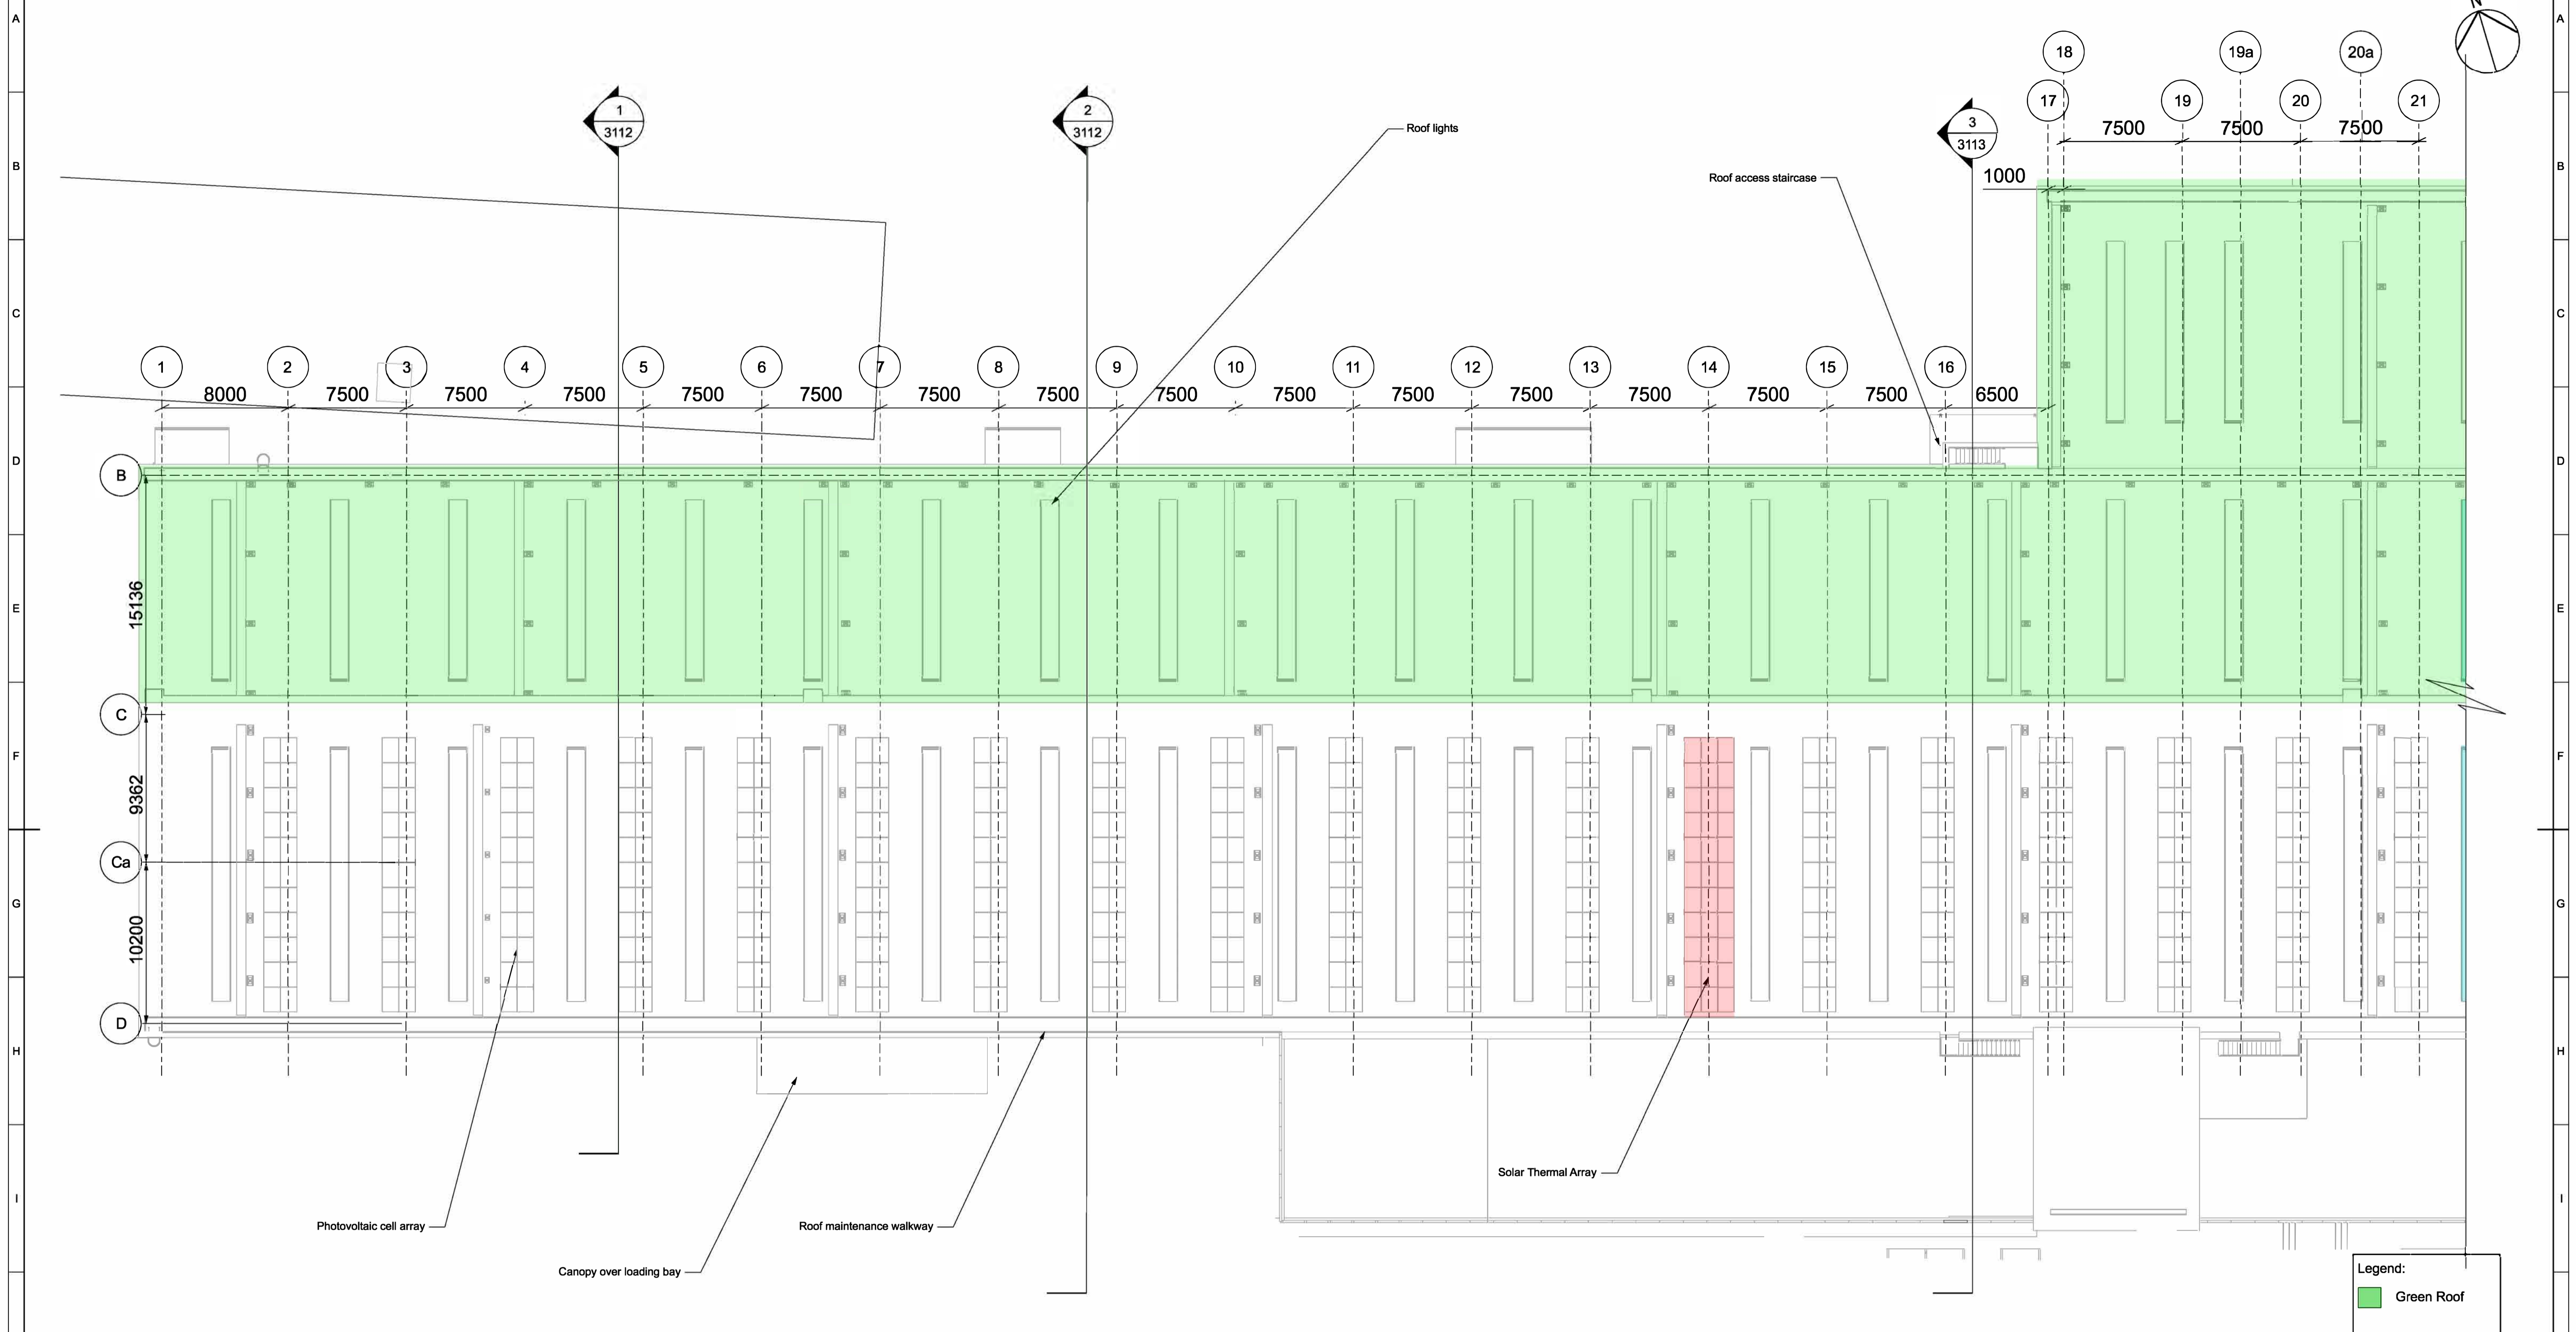 N
A
A
18
19a
20a
17
19
20
21
1
3112
2
3112
3
3113
7500
7500
7500
Roof lights
B
B
Roof access staircase
1000
C
C
1
2
3
4
5
6
7
8
9
10
11
12
13
14
15
16
8000
7500
7500
7500
7500
7500
7500
7500
7500
7500
7500
7500
7500
7500
6500
D
D
B
15136
E
E
C
F
F
9362
Ca
G
G
10200
D
H
H
Solar Thermal Array
I
I
Photovoltaic cell array
Roof maintenance walkway
Canopy over loading bay
Legend:
Green Roof